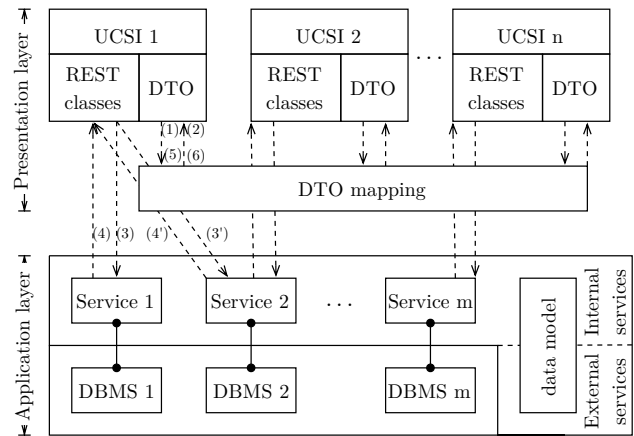 Presentation layer
UCSI 1
UCSI 2
UCSI n
REST
classes
DTO
REST
classes
DTO
...
REST
classes
DTO
(1) (2)
(5) (6)
DTO mapping
(4) (3) (4') (3')
Application layer
Service 1
Service 2
...
Service m
data model
Internal
services
DBMS 1
DBMS 2
DBMS m
External
services